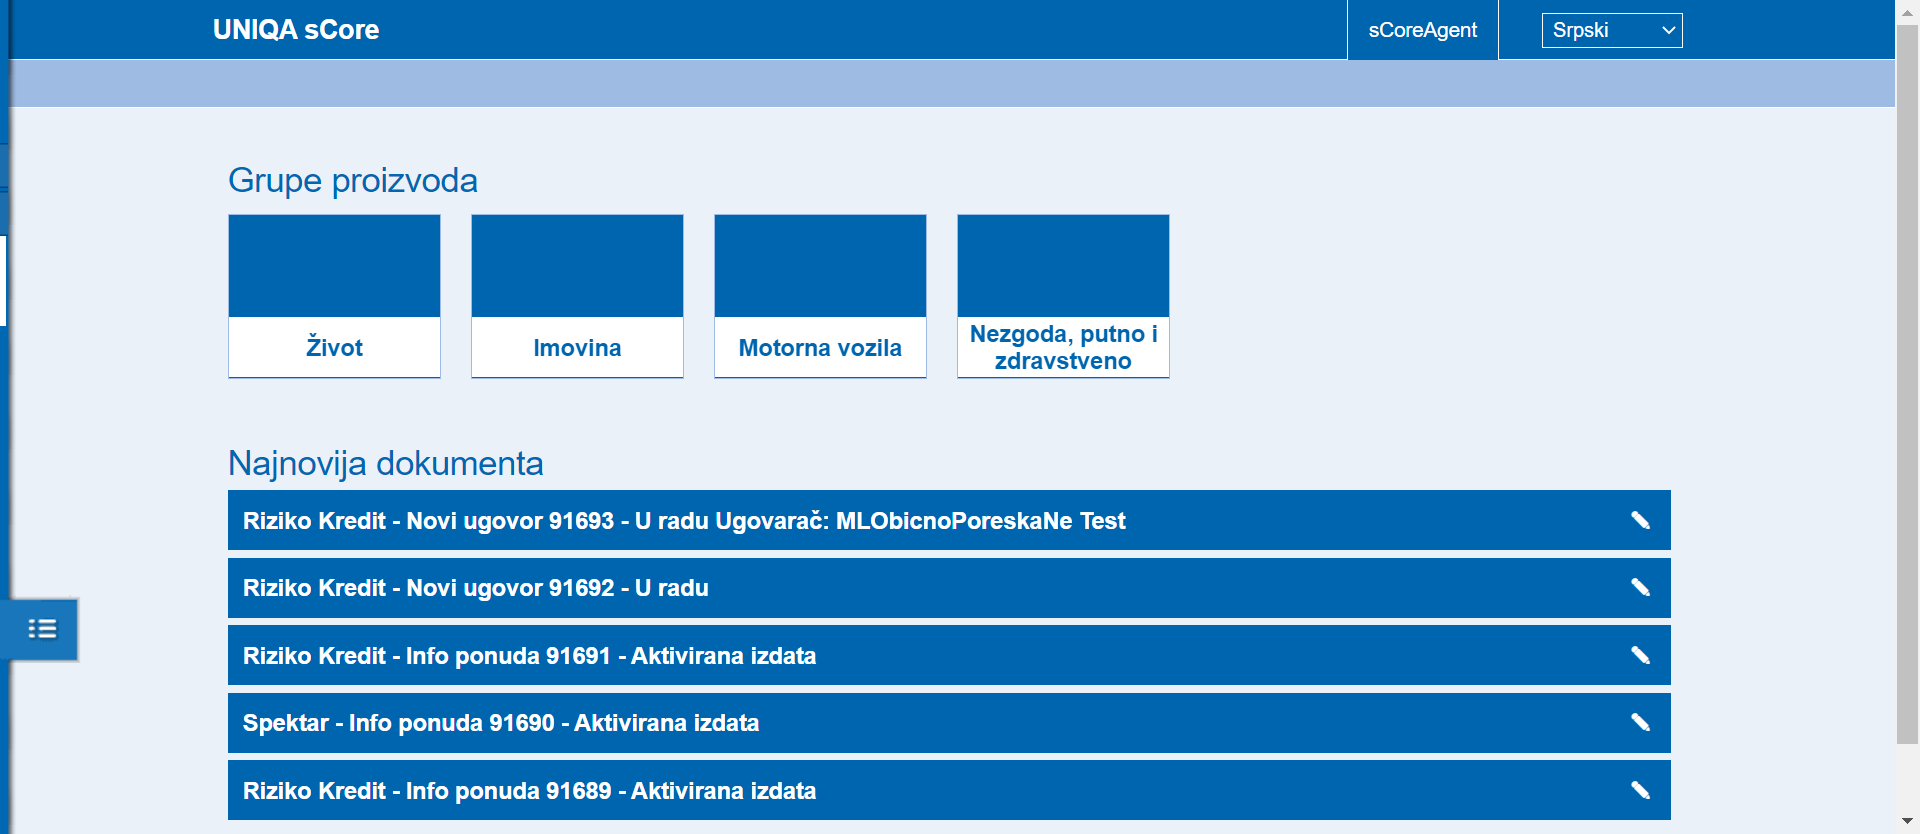 UNIQA sCore
sCoreAgent
Srpski
Grupe proizvoda
Život
Imovina
Motorna vozila
Nezgoda, putno i
zdravstveno
Najnovija dokumenta
Riziko Kredit - Novi ugovor 91693 - U radu Ugovarač: MLObicnoPoreskaNe Test
Riziko Kredit - Novi ugovor 91692 - U radu
Riziko Kredit - Info ponuda 91691 - Aktivirana izdata
Spektar - Info ponuda 91690 - Aktivirana izdata
Riziko Kredit - Info ponuda 91689 - Aktivirana izdata